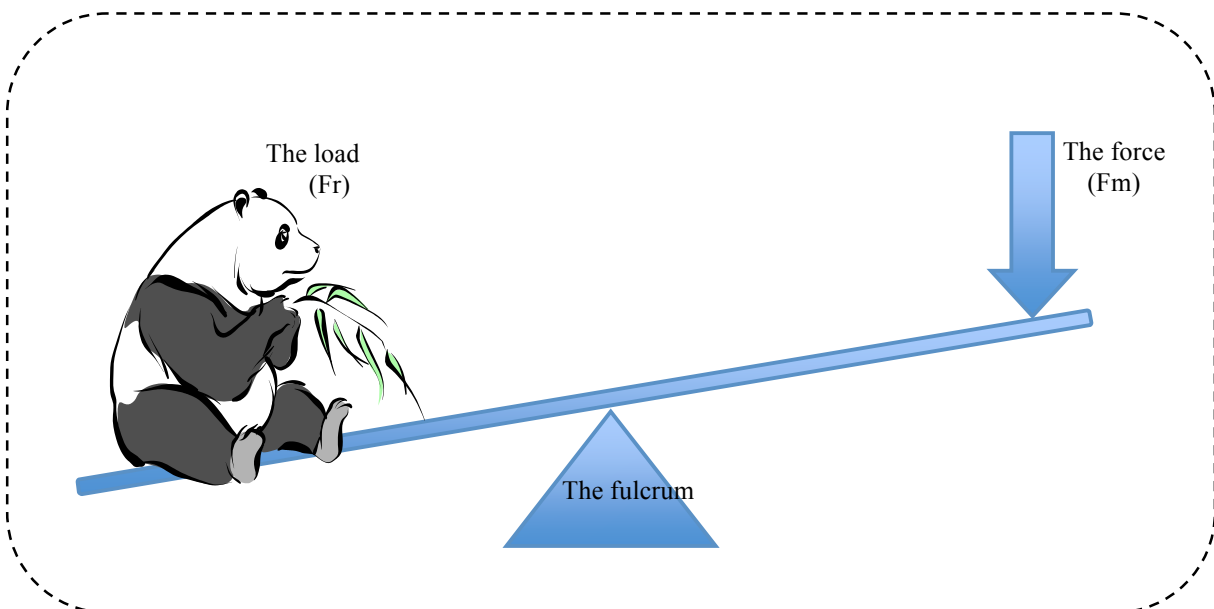 The load
(Fr)
The force
(Fm)
The fulcrum